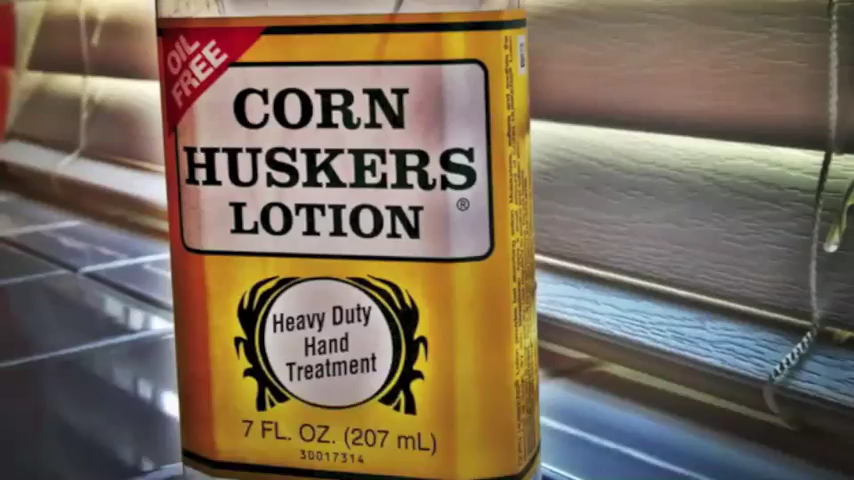 OIL
FREE
CORN
HUSKERS
LOTION
®
Heavy Duty
Hand
Treatment
7 FL. OZ. (207 mL)
30017314